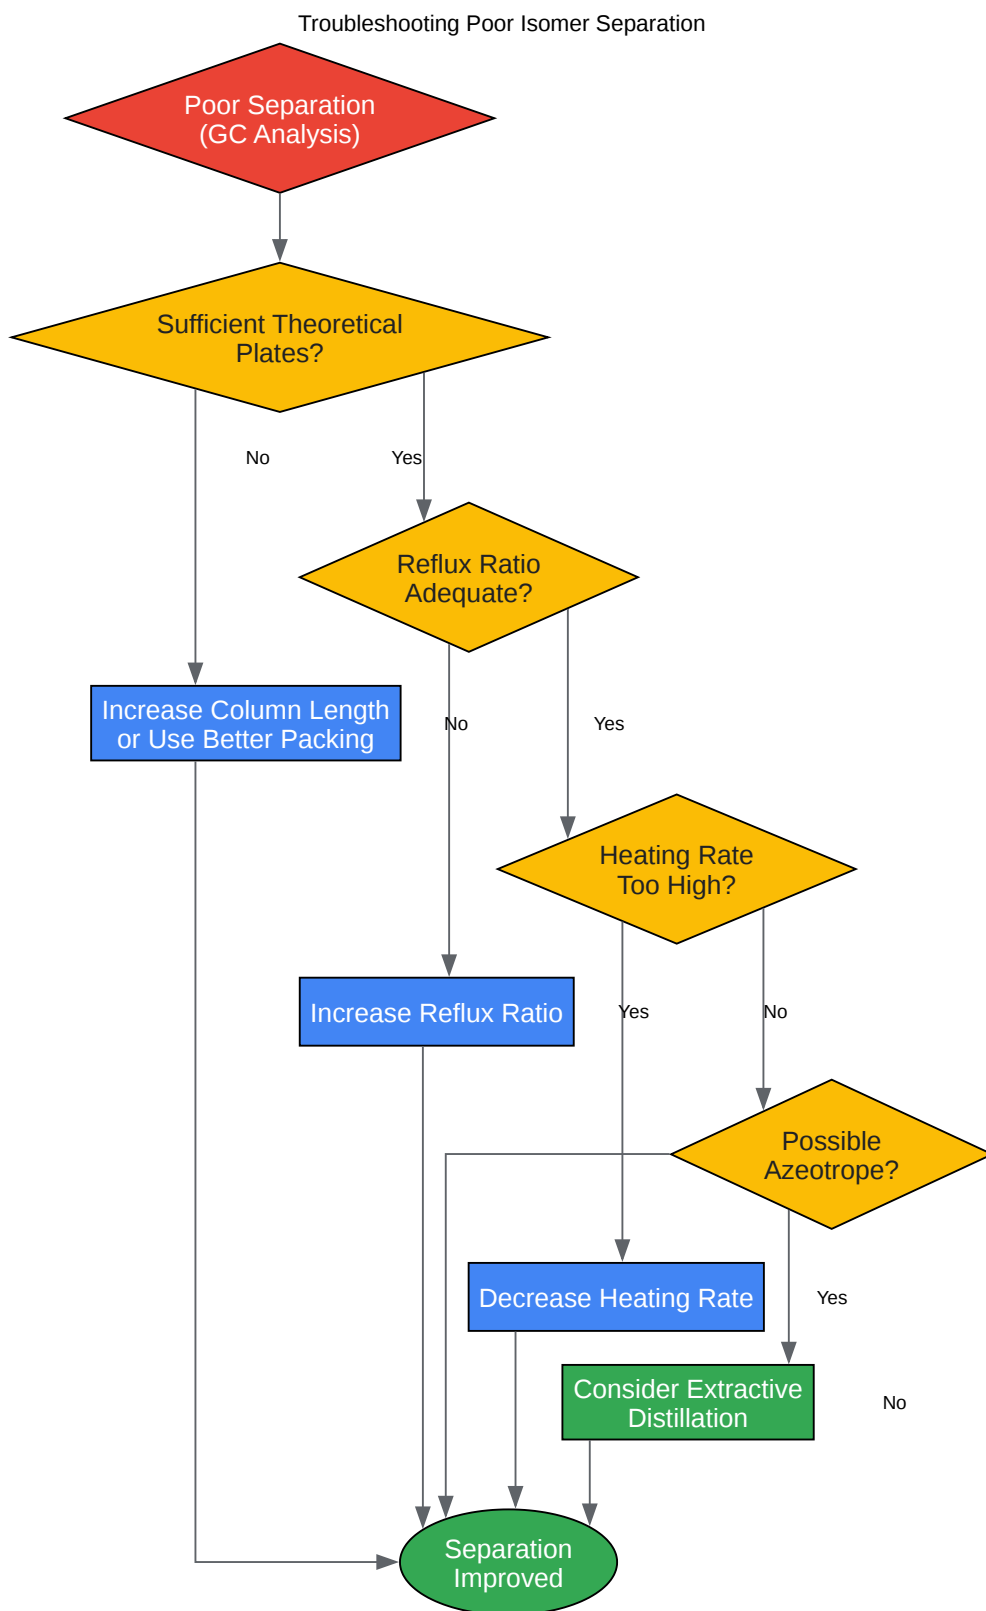 Troubleshooting Poor Isomer Separation
Poor Separation
(GC Analysis)
Sufficient Theoretical
Plates?
No
Yes
Reflux Ratio
Adequate?
Increase Column Length
or Use Better Packing
No
Yes
Heating Rate
Too High?
Increase Reflux Ratio
Yes
No
Possible
Azeotrope?
Decrease Heating Rate
Yes
Consider Extractive
Distillation
No
Separation
Improved